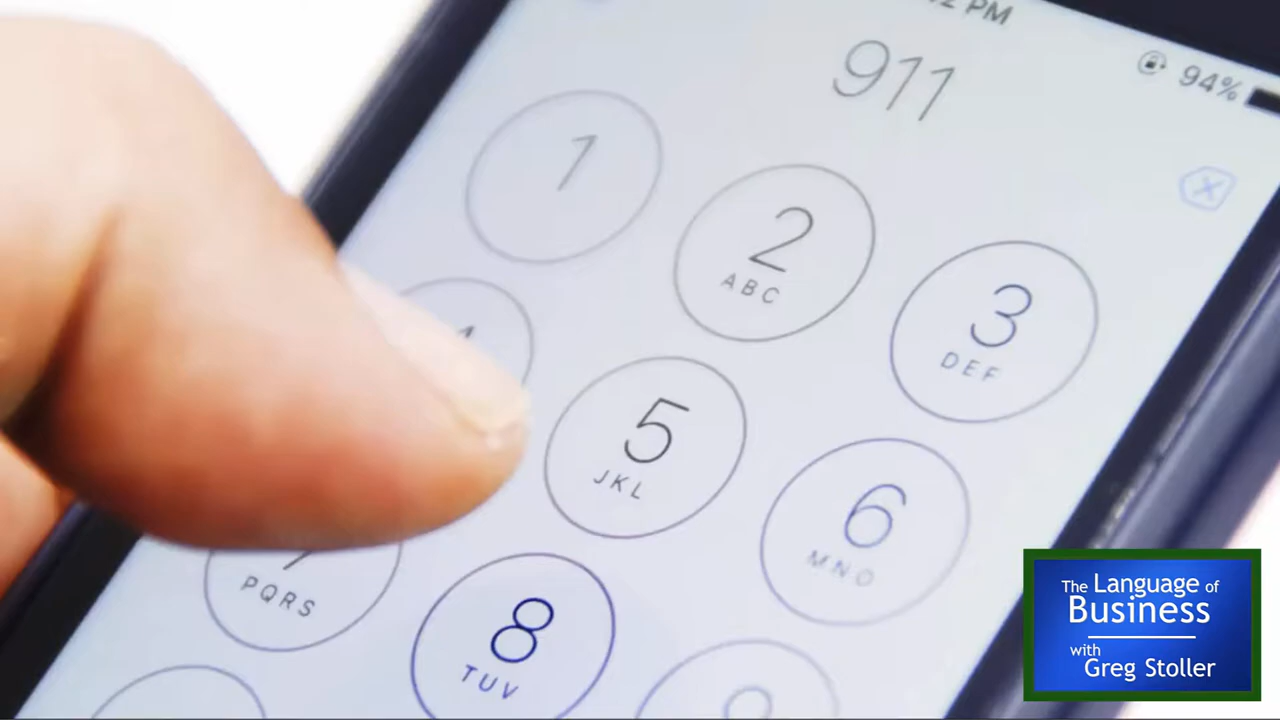 PM
94%
911
1
2
ABC
3
DEF
5
JKL
6
MNO
PQRS
8
TUV
The Language of
Business
with
Greg Stoller